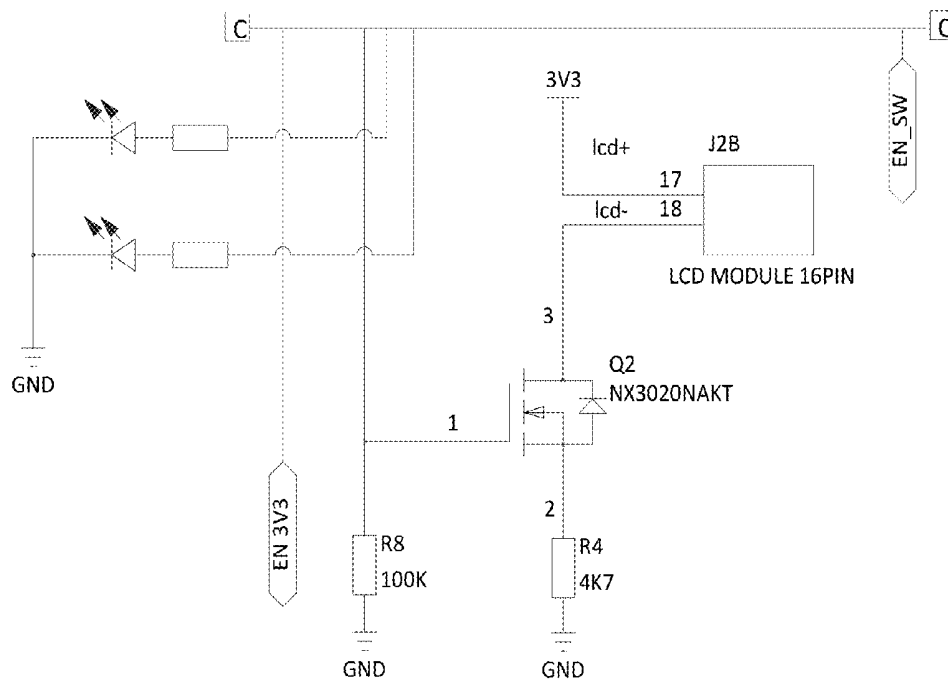 C
C
3V3
EN_SW
lcd+
J2B
17
lcd-
18
LCD MODULE 16PIN
3
GND
Q2
NX3020NAKT
1
EN 3V3
2
R8
100K
R4
4K7
GND
GND